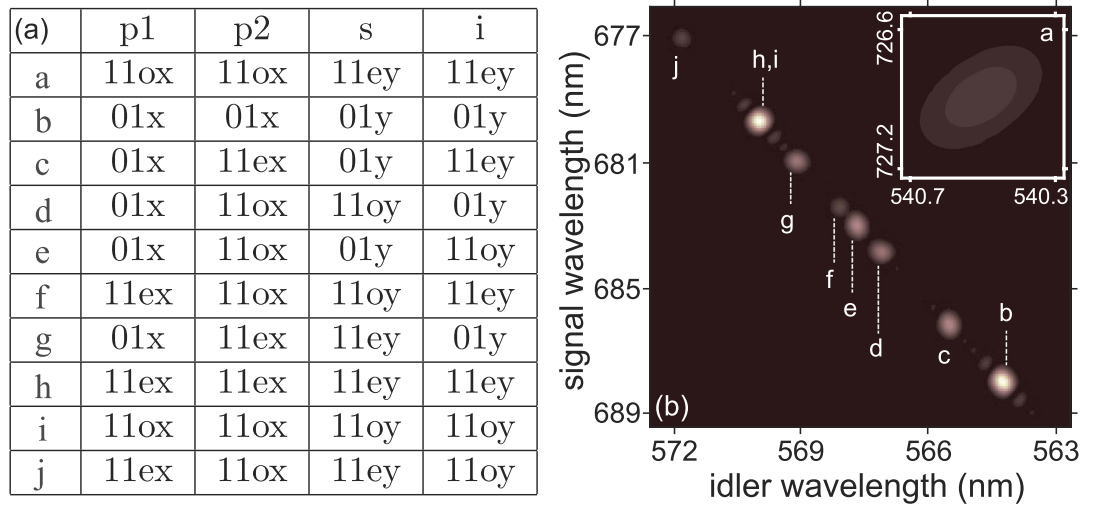 (a) p1 p2 s i
a 11ox 11ox 11ey 11ey
b 01x 01x 01y 01y
c 01x 11ex 01y 11ey
d 01x 11ox 11oy 01y
e 01x 11ox 01y 11oy
f 11ex 11ox 11oy 11ey
g 01x 11ex 11ey 01y
h 11ex 11ex 11ey 11ey
i 11ox 11ox 11oy 11oy
j 11ex 11ox 11ey 11oy
signal wavelength (nm)
677
681
685
689
j
h,i
g
f
e
d
c
b
(b)
a
726.6
727.2
540.7 540.3
572 569 566 563
idler wavelength (nm)